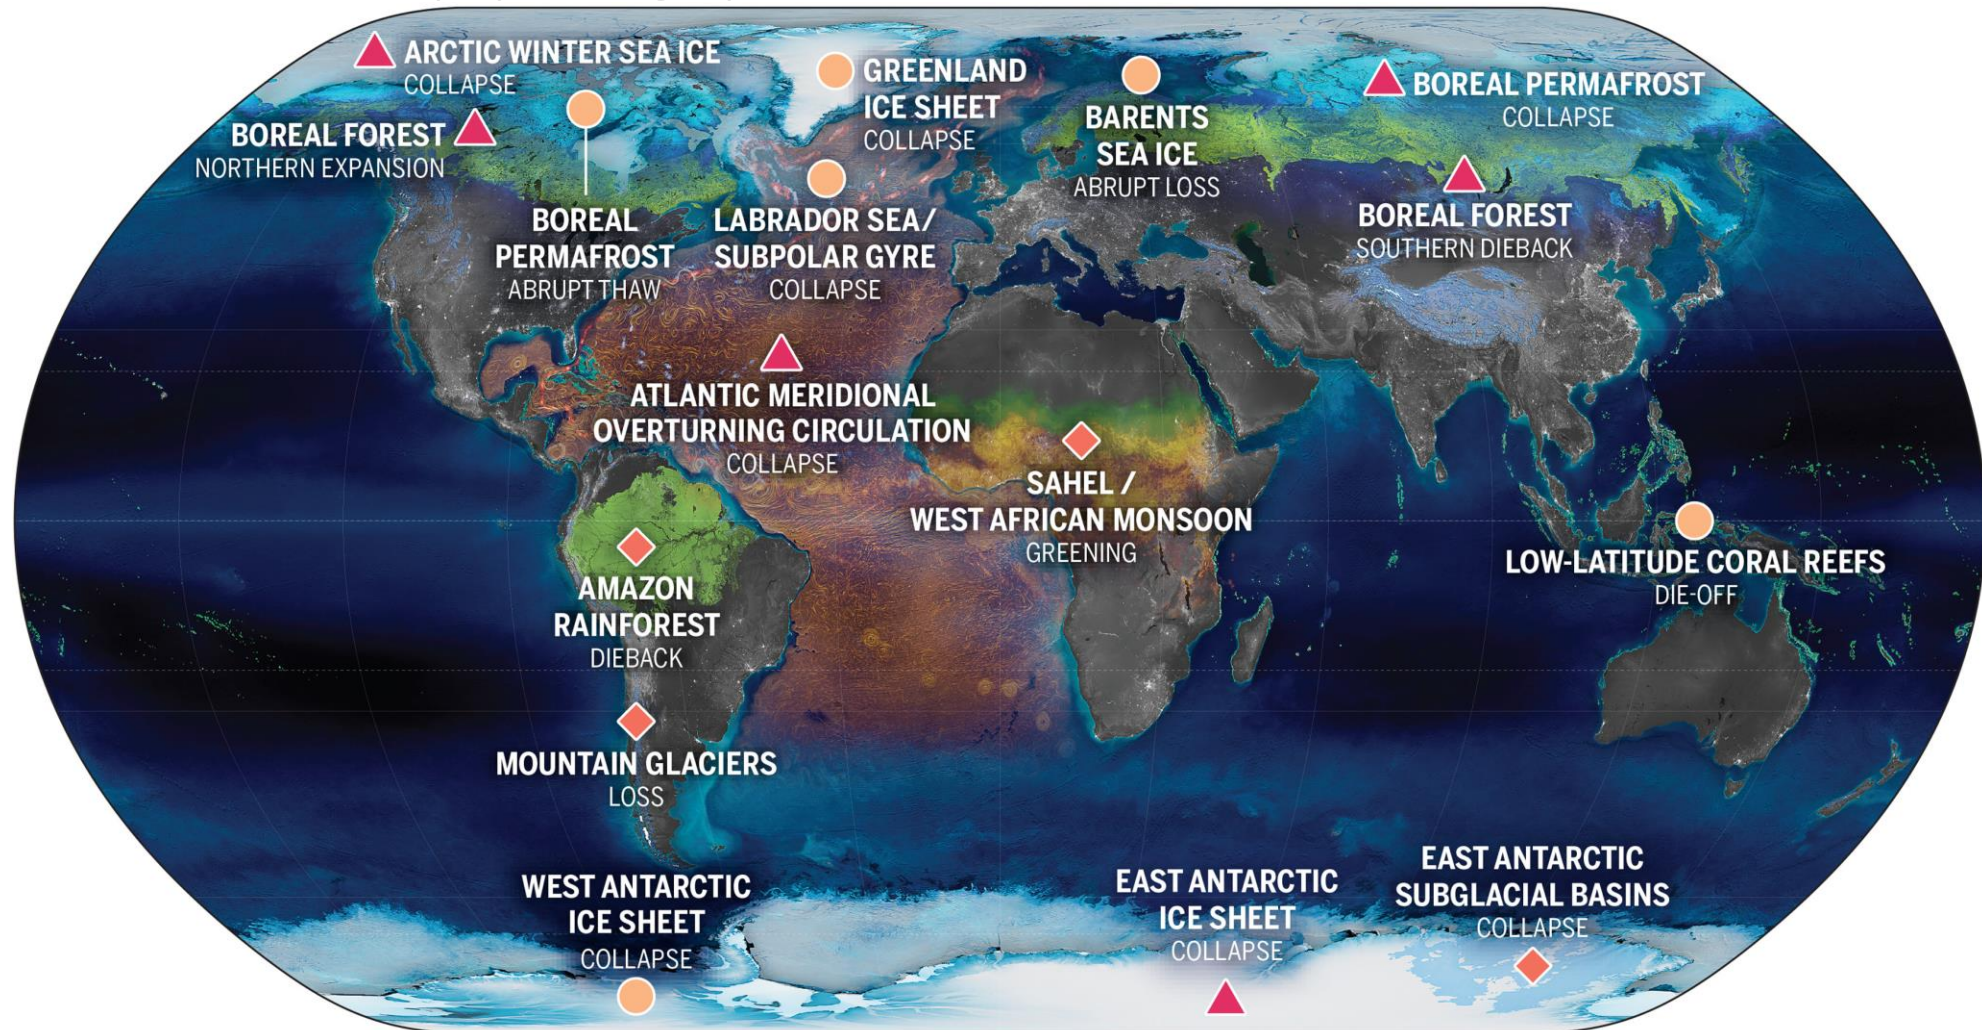 ARCTIC WINTER SEA ICE
COLLAPSE
BOREAL FOREST
NORTHERN EXPANSION
BOREAL
PERMAFROST
ABRUPT THAW
GREENLAND
ICE SHEET
COLLAPSE
LABRADOR SEA/
SUBPOLAR GYRE
COLLAPSE
BARENTS
SEA ICE
ABRUPT LOSS
BOREAL PERMAFROST
COLLAPSE
BOREAL FOREST
SOUTHERN DIEBACK
ATLANTIC MERIDIONAL
OVERTURNING CIRCULATION
COLLAPSE
SAHEL /
WEST AFRICAN MONSOON
GREENING
AMAZON
RAINFOREST
DIEBACK
LOW-LATITUDE CORAL REEFS
DIE-OFF
MOUNTAIN GLACIERS
LOSS
WEST ANTARCTIC
ICE SHEET
COLLAPSE
EAST ANTARCTIC
ICE SHEET
COLLAPSE
EAST ANTARCTIC
SUBGLACIAL BASINS
COLLAPSE